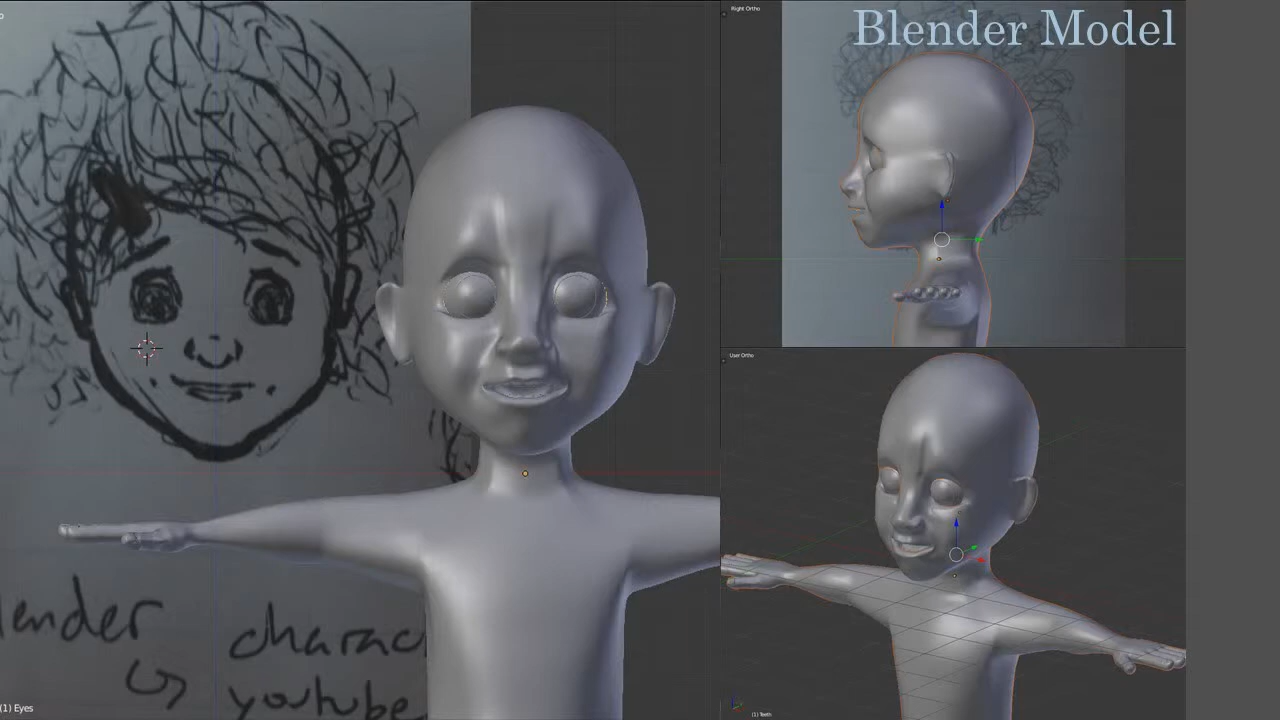 Right Ortho
Blender Model
User Ortho
lender
charac
youtube
(1) Eyes
(1) Teeth